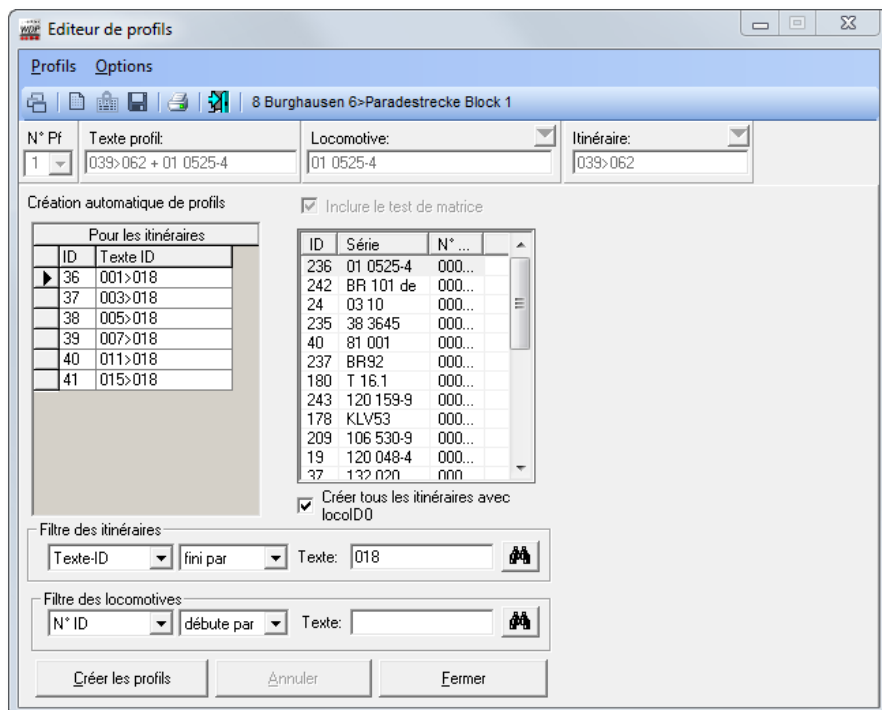 WDP Editeur de profils
Profils Options
8 Burghausen 6>Paradestrecke Block 1
N° Pf Texte profil: Locomotive: Itinéraire:
1 039>062 + 01 0525-4 01 0525-4 039>062
Création automatique de profils
Inclure le test de matrice
Pour les itinéraires
ID Texte ID
36 001>018
37 003>018
38 005>018
39 007>018
40 011>018
41 015>018
ID Série N° ...
236 01 0525-4 000...
242 BR 101 de 000...
24 03 10 000...
235 38 3645 000...
40 81 001 000...
237 BR92 000...
180 T 16.1 000...
243 120 159-9 000...
178 KLV53 000...
209 106 530-9 000...
19 120 048-4 000...
37 132 020 000
Créer tous les itinéraires avec
locoID0
Filtre des itinéraires
Texte-ID fini par Texte: 018
Filtre des locomotives
N° ID débute par Texte:
Créer les profils Annuler Fermer